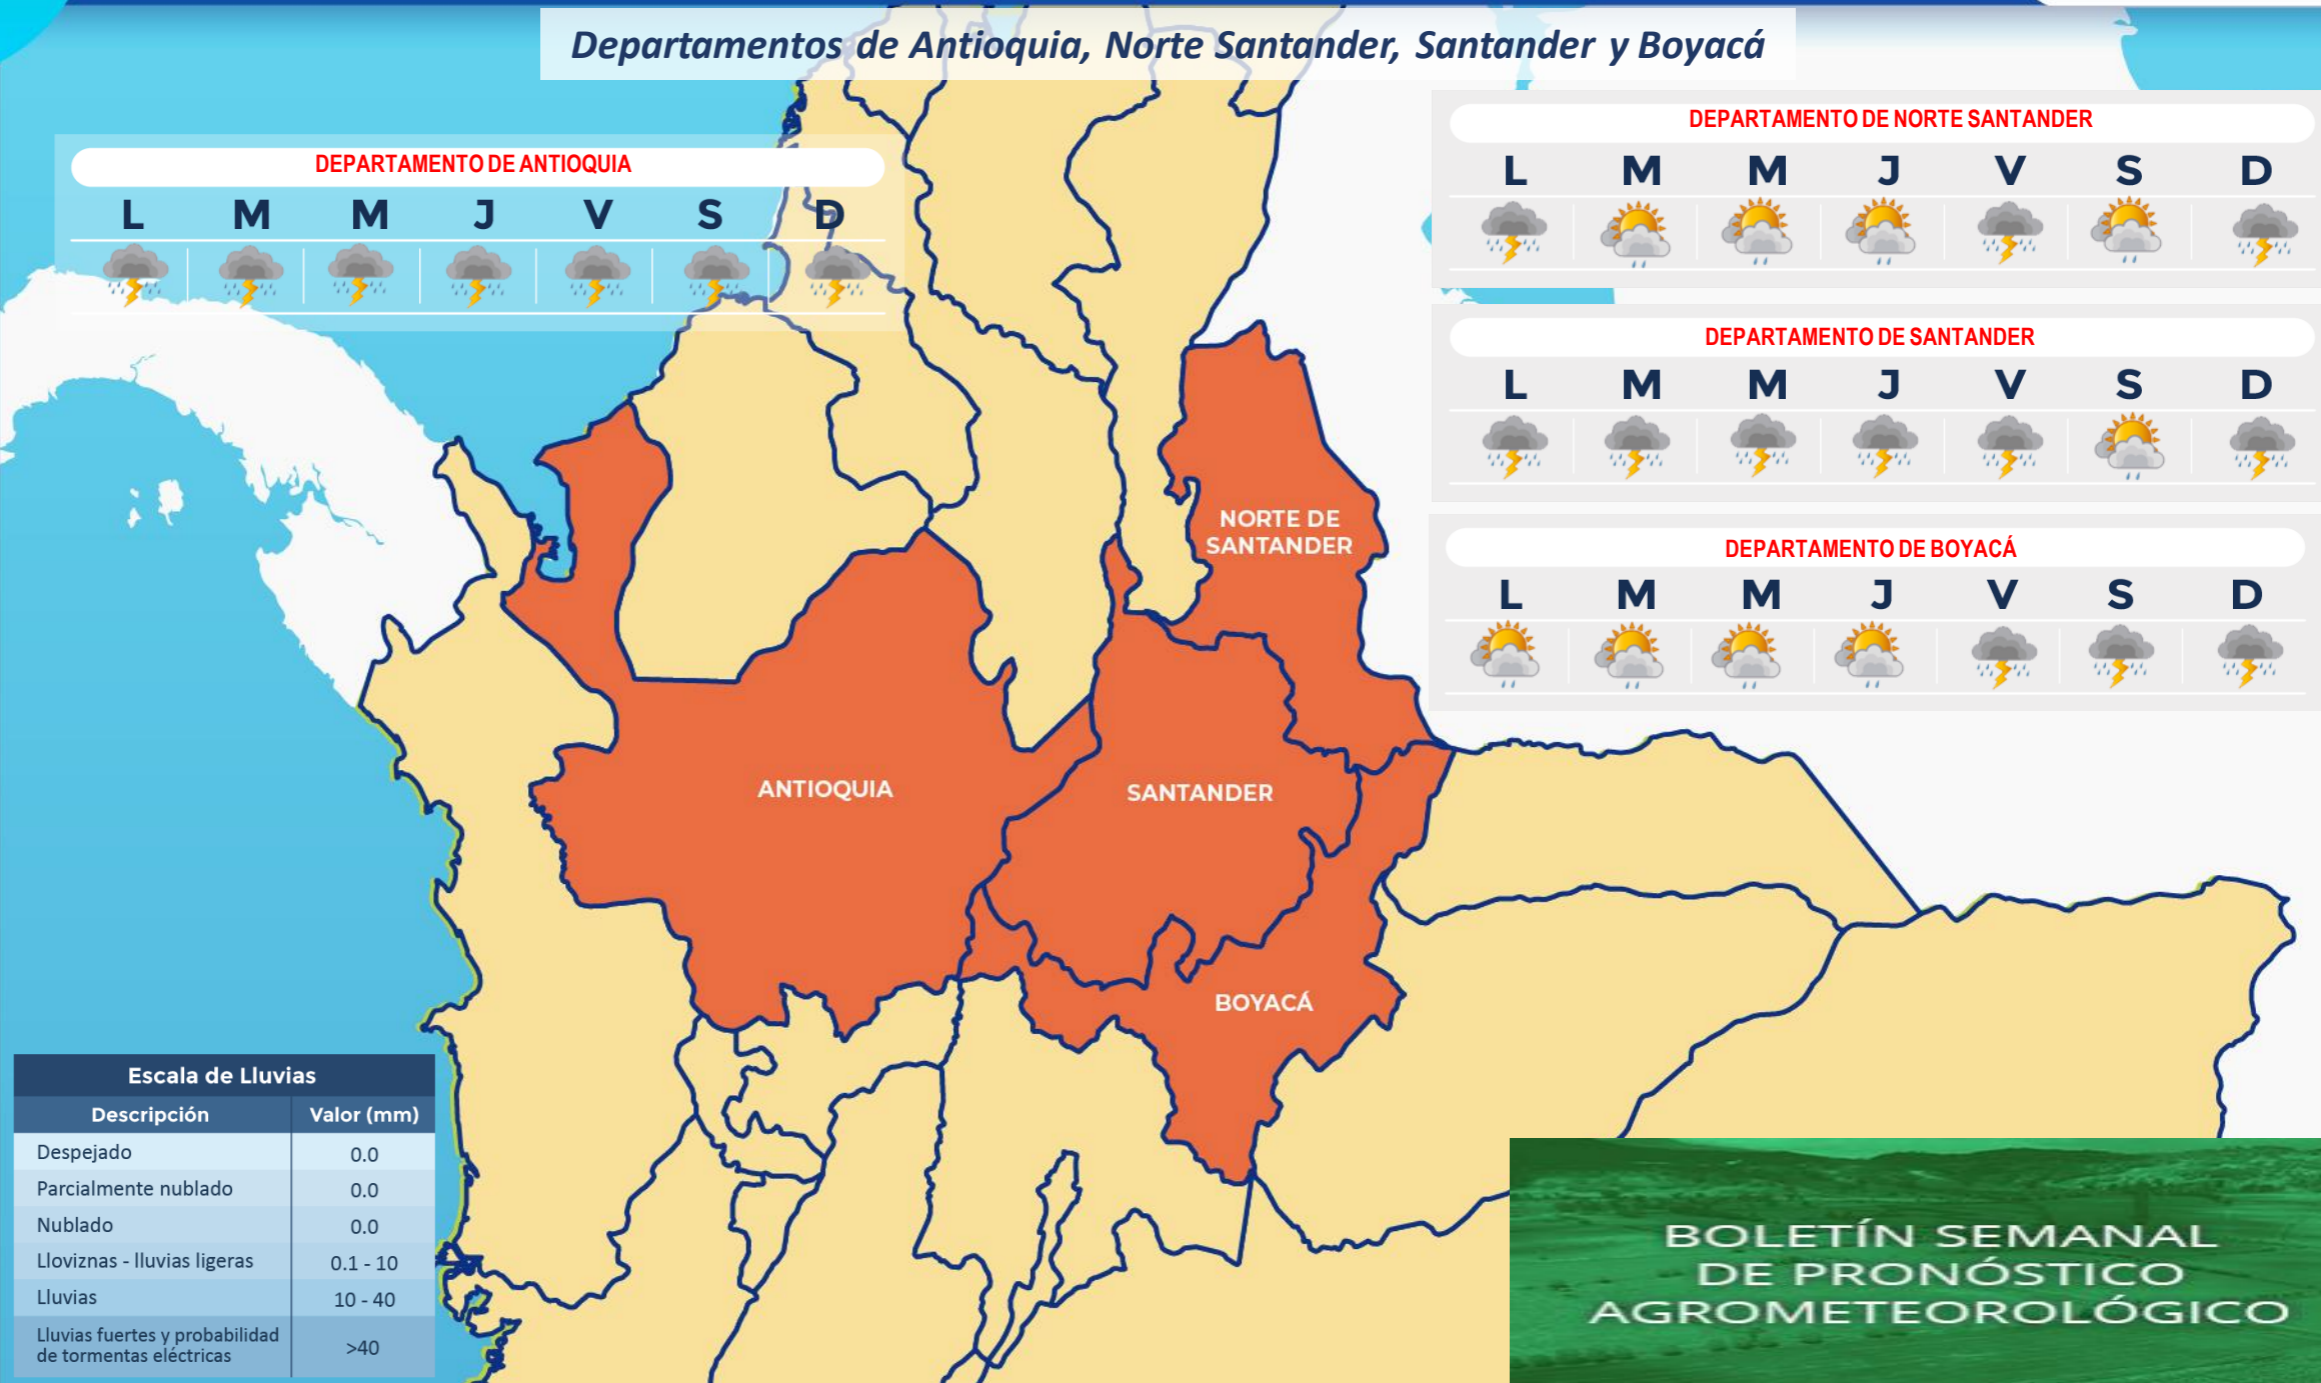 Departamentos de Antioquia, Norte Santander, Santander y Boyacá
DEPARTAMENTO DE ANTIOQUIA
L M M J V S D
DEPARTAMENTO DE NORTE SANTANDER
L M M J V S D
DEPARTAMENTO DE SANTANDER
L M M J V S D
DEPARTAMENTO DE BOYACÁ
L M M J V S D
NORTE DE
SANTANDER
ANTIOQUIA
SANTANDER
BOYACÁ
Escala de Lluvias
Descripción Valor (mm)
Despejado 0.0
Parcialmente nublado 0.0
Nublado 0.0
Lloviznas - lluvias ligeras 0.1 - 10
Lluvias 10 - 40
Lluvias fuertes y probabilidad
de tormentas eléctricas >40
BOLETÍN SEMANAL
DE PRONÓSTICO
AGROMETEOROLÓGICO